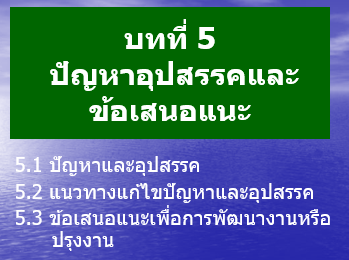 บทที่ 5
ปัญหาอุปสรรคและ
ข้อเสนอแนะ
5.1 ปัญหาและอุปสรรค
5.2 แนวทางแก้ไขปัญหาและอุปสรรค
5.3 ข้อเสนอแนะเพื่อการพัฒนางานหรือ
ปรุงงาน